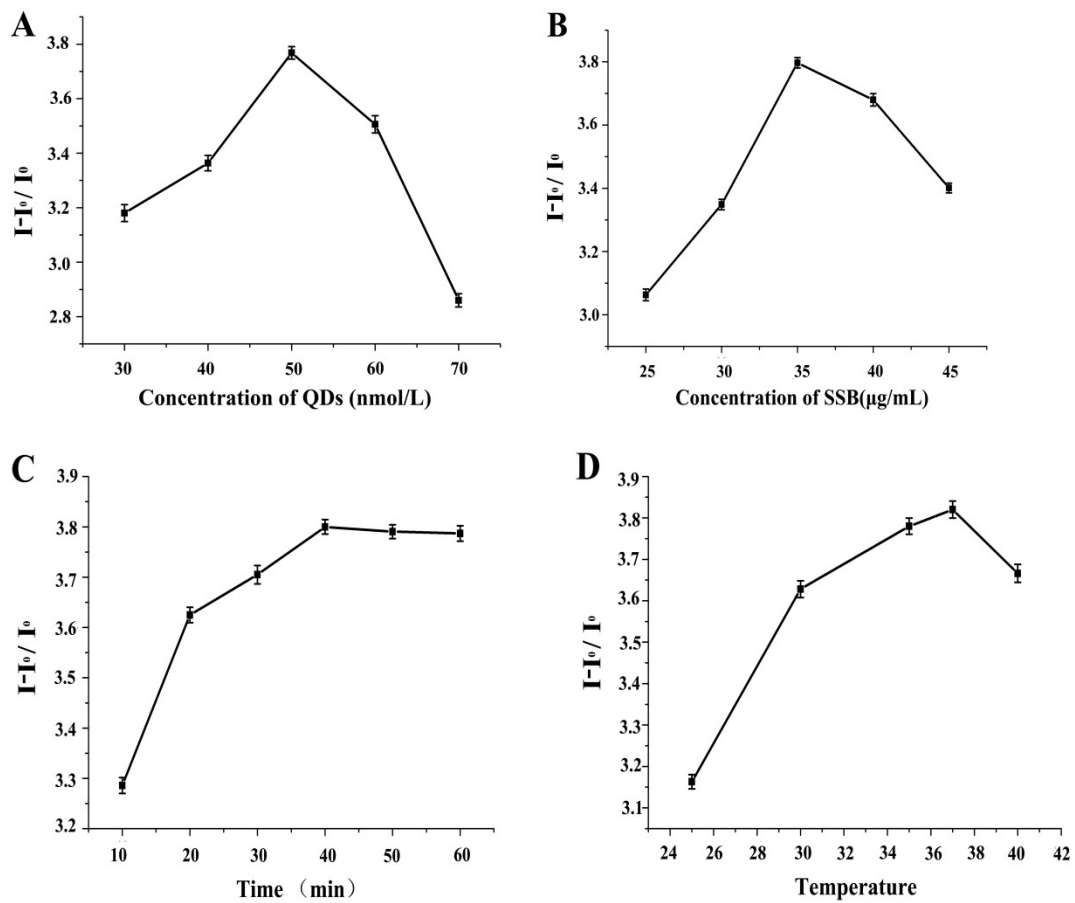 A
3.8
3.6
3.4
3.2
3.0
2.8
I-I₀/ I₀
30 40 50 60 70
Concentration of QDs (nmol/L)
B
3.8
3.6
3.4
3.2
3.0
I-I₀/ I₀
25 30 35 40 45
Concentration of SSB(μg/mL)
C
3.9
3.8
3.7
3.6
3.5
3.4
3.3
3.2
I-I₀/ I₀
10 20 30 40 50 60
Time （min）
D
3.9
3.8
3.7
3.6
3.5
3.4
3.3
3.2
3.1
I-I₀/ I₀
24 26 28 30 32 34 36 38 40 42
Temperature